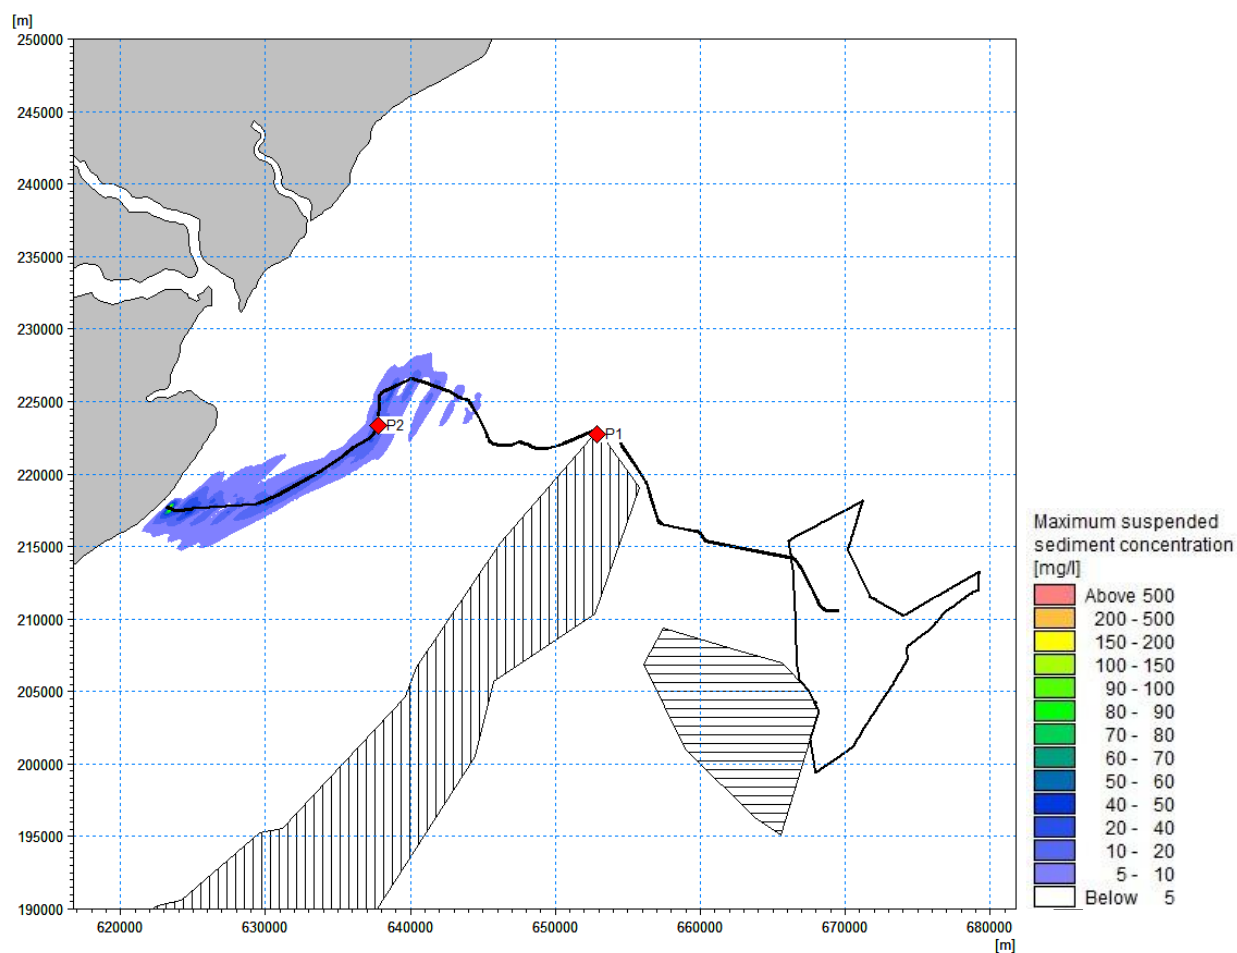 [m]
250000
245000
240000
235000
230000
225000
220000
215000
210000
205000
200000
195000
190000
P2
P1
620000 630000 640000 650000 660000 670000 680000
[m]
Maximum suspended
sediment concentration
[mg/l]
Above 500
200 - 500
150 - 200
100 - 150
90 - 100
80 - 90
70 - 80
60 - 70
50 - 60
40 - 50
20 - 40
10 - 20
5 - 10
Below 5